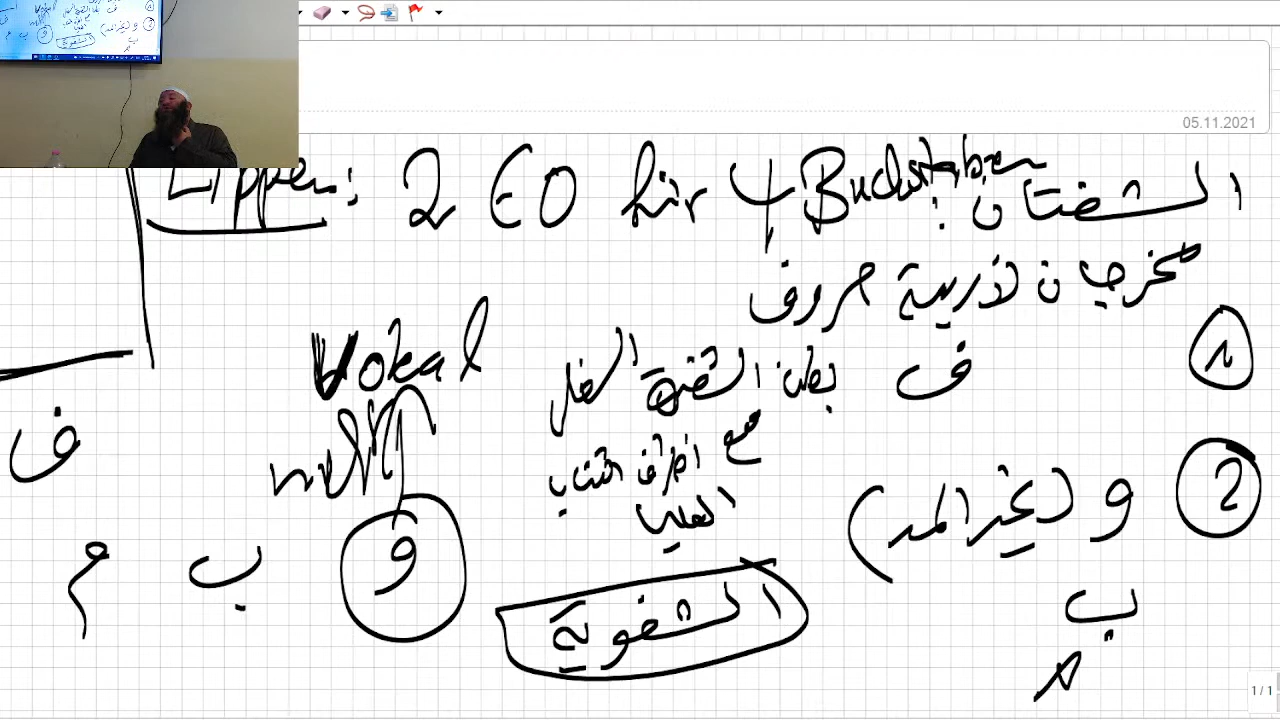 05.11.2021
Lippen: 2 EO für 4 Buchstaben
الشفتان:
مخرجان لأربعة حروف
1
ف بطن الشفة السفلى
مع أطراف الثنايا
العليا
Vokal
nicht
2 و (غير المد)
ب
م
الشفوية
ف
و ب م
1 / 1